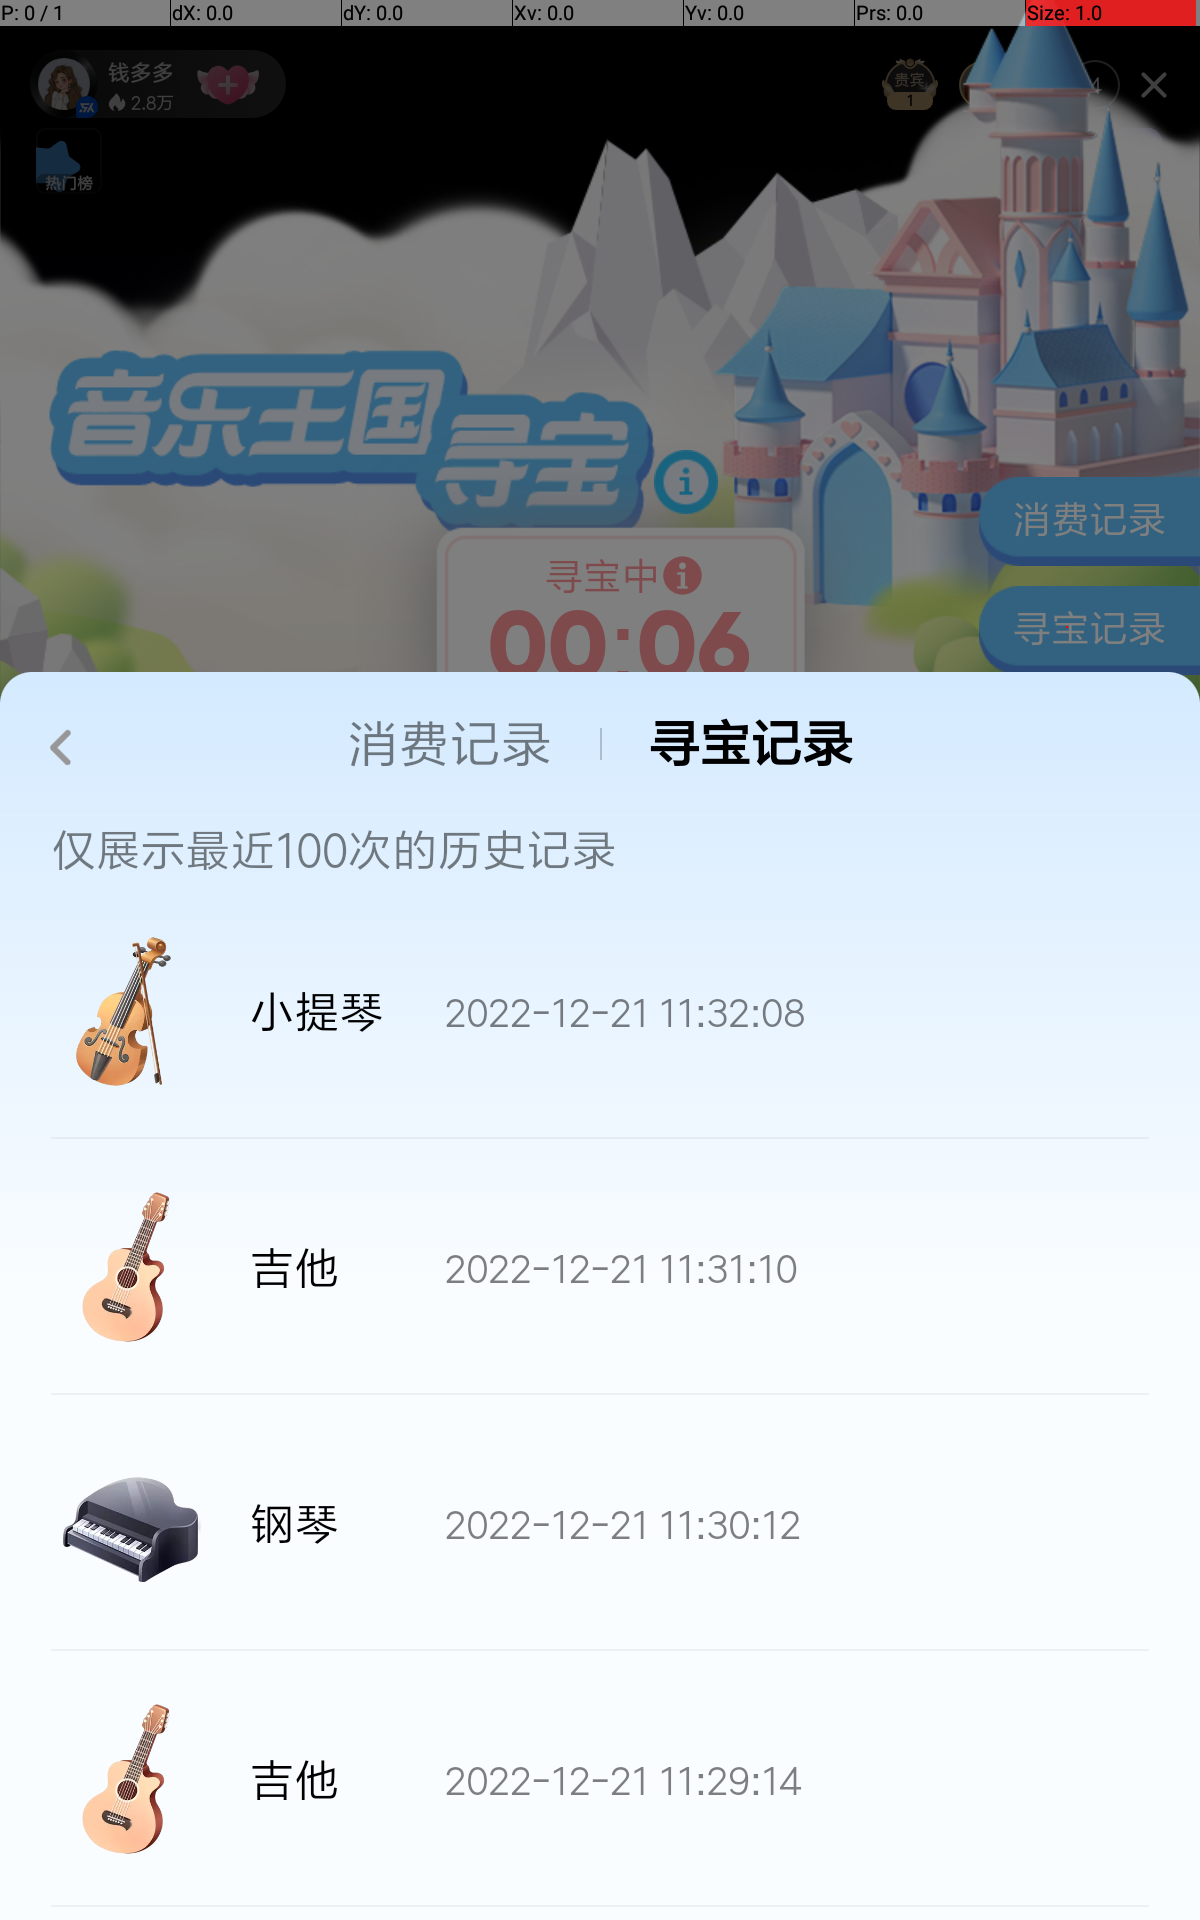 P: 0 / 1 dX: 0.0 dY: 0.0 Xv: 0.0 Yv: 0.0 Prs: 0.0 Size: 1.0
钱多多
2.8万
贵宾
1
4
热门榜
音乐王国
寻宝
消费记录
寻宝中
00:06
寻宝记录
消费记录 寻宝记录
仅展示最近100次的历史记录
小提琴 2022-12-21 11:32:08
吉他 2022-12-21 11:31:10
钢琴 2022-12-21 11:30:12
吉他 2022-12-21 11:29:14